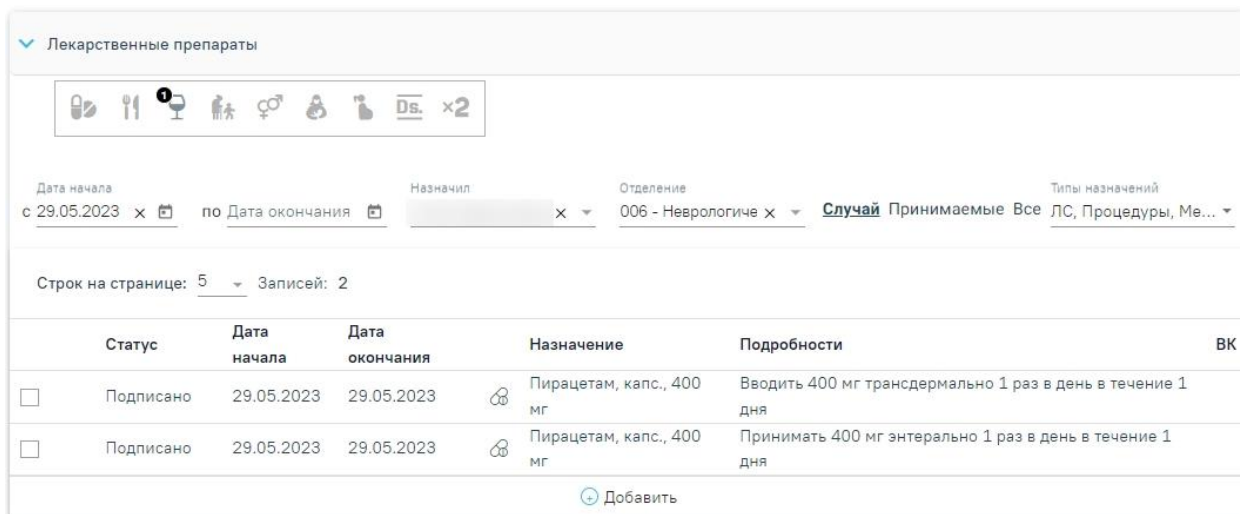 Лекарственные препараты
1
Ds. ×2
Дата начала Назначил Отделение Типы назначений
с 29.05.2023 по Дата окончания 006 - Неврологиче Случай Принимаемые Все ЛС, Процедуры, Ме...
Строк на странице: 5 Записей: 2
Статус Дата начала Дата окончания Назначение Подробности ВК
Подписано 29.05.2023 29.05.2023 Пирацетам, капс., 400 мг Вводить 400 мг трансдермально 1 раз в день в течение 1 дня
Подписано 29.05.2023 29.05.2023 Пирацетам, капс., 400 мг Принимать 400 мг энтерально 1 раз в день в течение 1 дня
Добавить